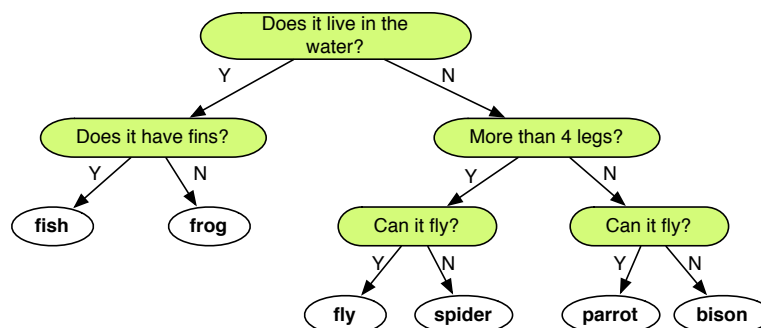 Does it live in the
water?
Y
N
Does it have fins?
More than 4 legs?
Y
N
Y
N
fish
frog
Can it fly?
Can it fly?
Y
N
Y
N
fly
spider
parrot
bison